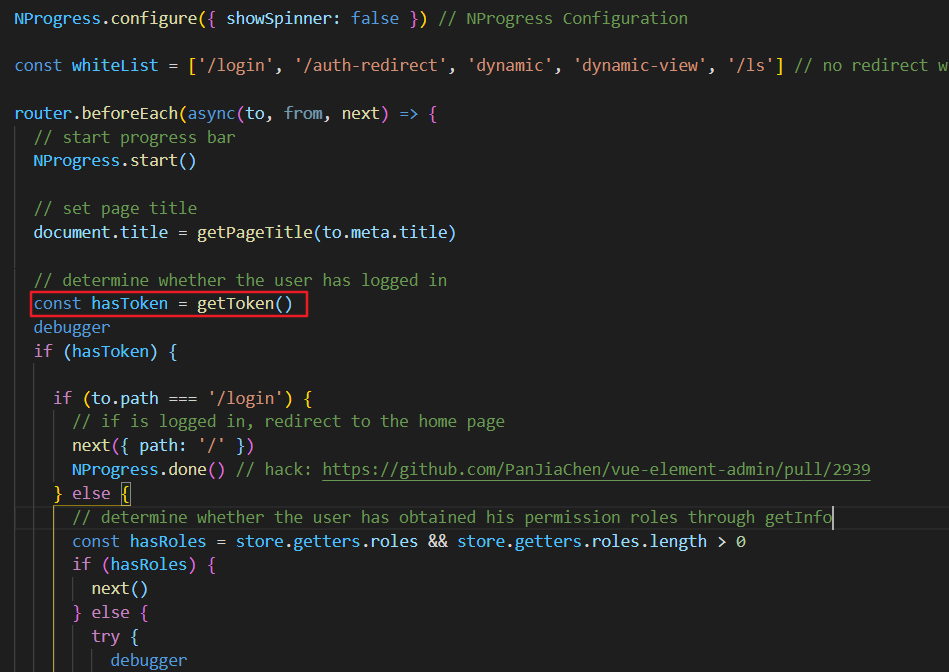 NProgress.configure({ showSpinner: false }) // NProgress Configuration
const whiteList = ['/login', '/auth-redirect', 'dynamic', 'dynamic-view', '/ls'] // no redirect w
router.beforeEach(async(to, from, next) => {
// start progress bar
NProgress.start()
// set page title
document.title = getPageTitle(to.meta.title)
// determine whether the user has logged in
const hasToken = getToken()
debugger
if (hasToken) {
if (to.path === '/login') {
// if is logged in, redirect to the home page
next({ path: '/' })
NProgress.done() // hack: https://github.com/PanJiaChen/vue-element-admin/pull/2939
} else {
// determine whether the user has obtained his permission roles through getInfo
const hasRoles = store.getters.roles && store.getters.roles.length > 0
if (hasRoles) {
next()
} else {
try {
debugger